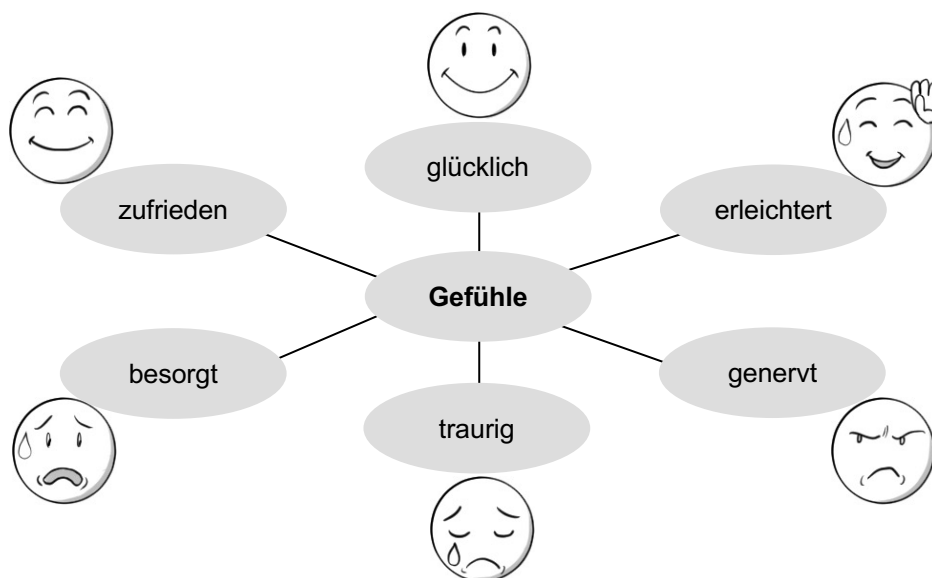 glücklich
zufrieden
erleichtert
Gefühle
besorgt
genervt
traurig